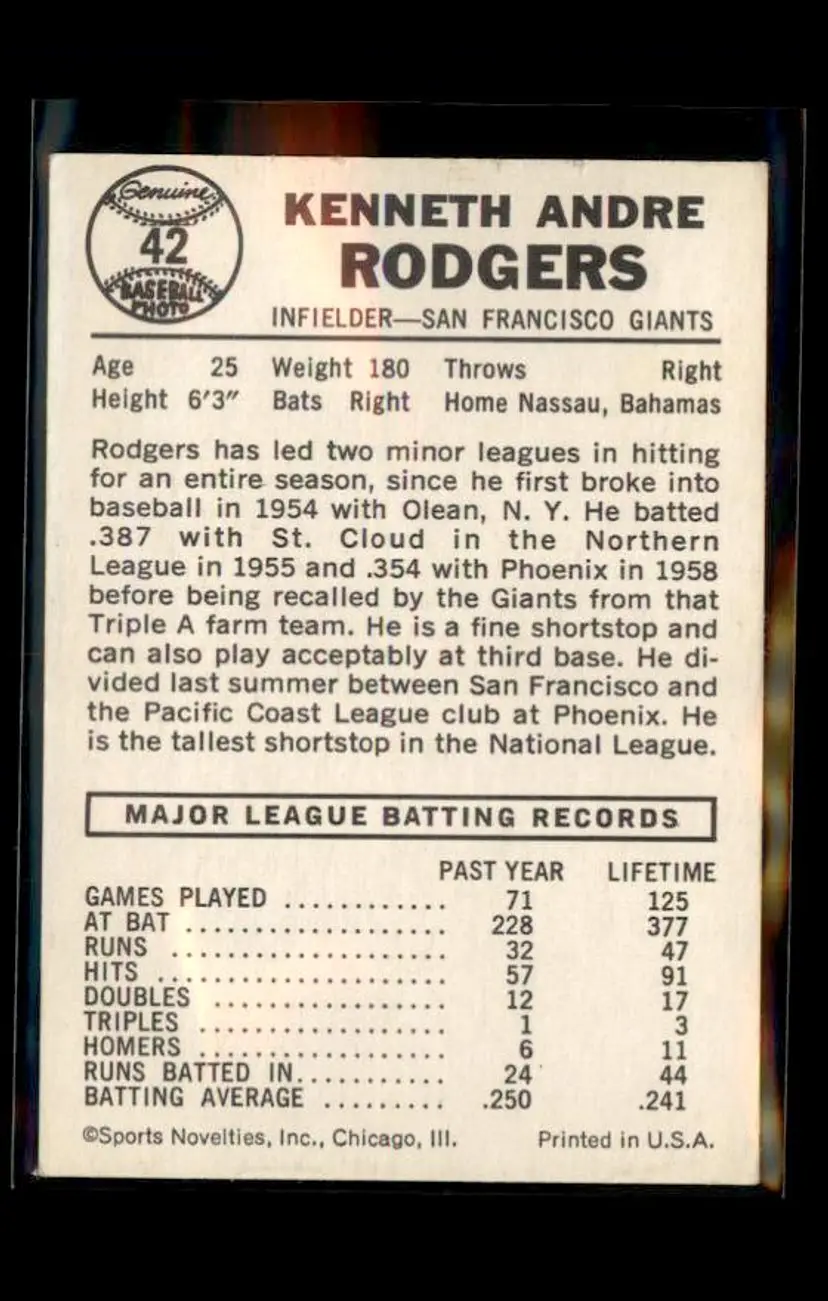 Genuine
42
BASEBALL
PHOTO
KENNETH ANDRE
RODGERS
INFIELDER—SAN FRANCISCO GIANTS
Age 25 Weight 180 Throws Right
Height 6'3" Bats Right Home Nassau, Bahamas
Rodgers has led two minor leagues in hitting
for an entire season, since he first broke into
baseball in 1954 with Olean, N. Y. He batted
.387 with St. Cloud in the Northern
League in 1955 and .354 with Phoenix in 1958
before being recalled by the Giants from that
Triple A farm team. He is a fine shortstop and
can also play acceptably at third base. He di-
vided last summer between San Francisco and
the Pacific Coast League club at Phoenix. He
is the tallest shortstop in the National League.
MAJOR LEAGUE BATTING RECORDS
PAST YEAR LIFETIME
GAMES PLAYED ............ 71 125
AT BAT ................... 228 377
RUNS .................... 32 47
HITS ..................... 57 91
DOUBLES ................. 12 17
TRIPLES .................. 1 3
HOMERS .................. 6 11
RUNS BATTED IN........... 24 44
BATTING AVERAGE ......... .250 .241
©Sports Novelties, Inc., Chicago, Ill. Printed in U.S.A.